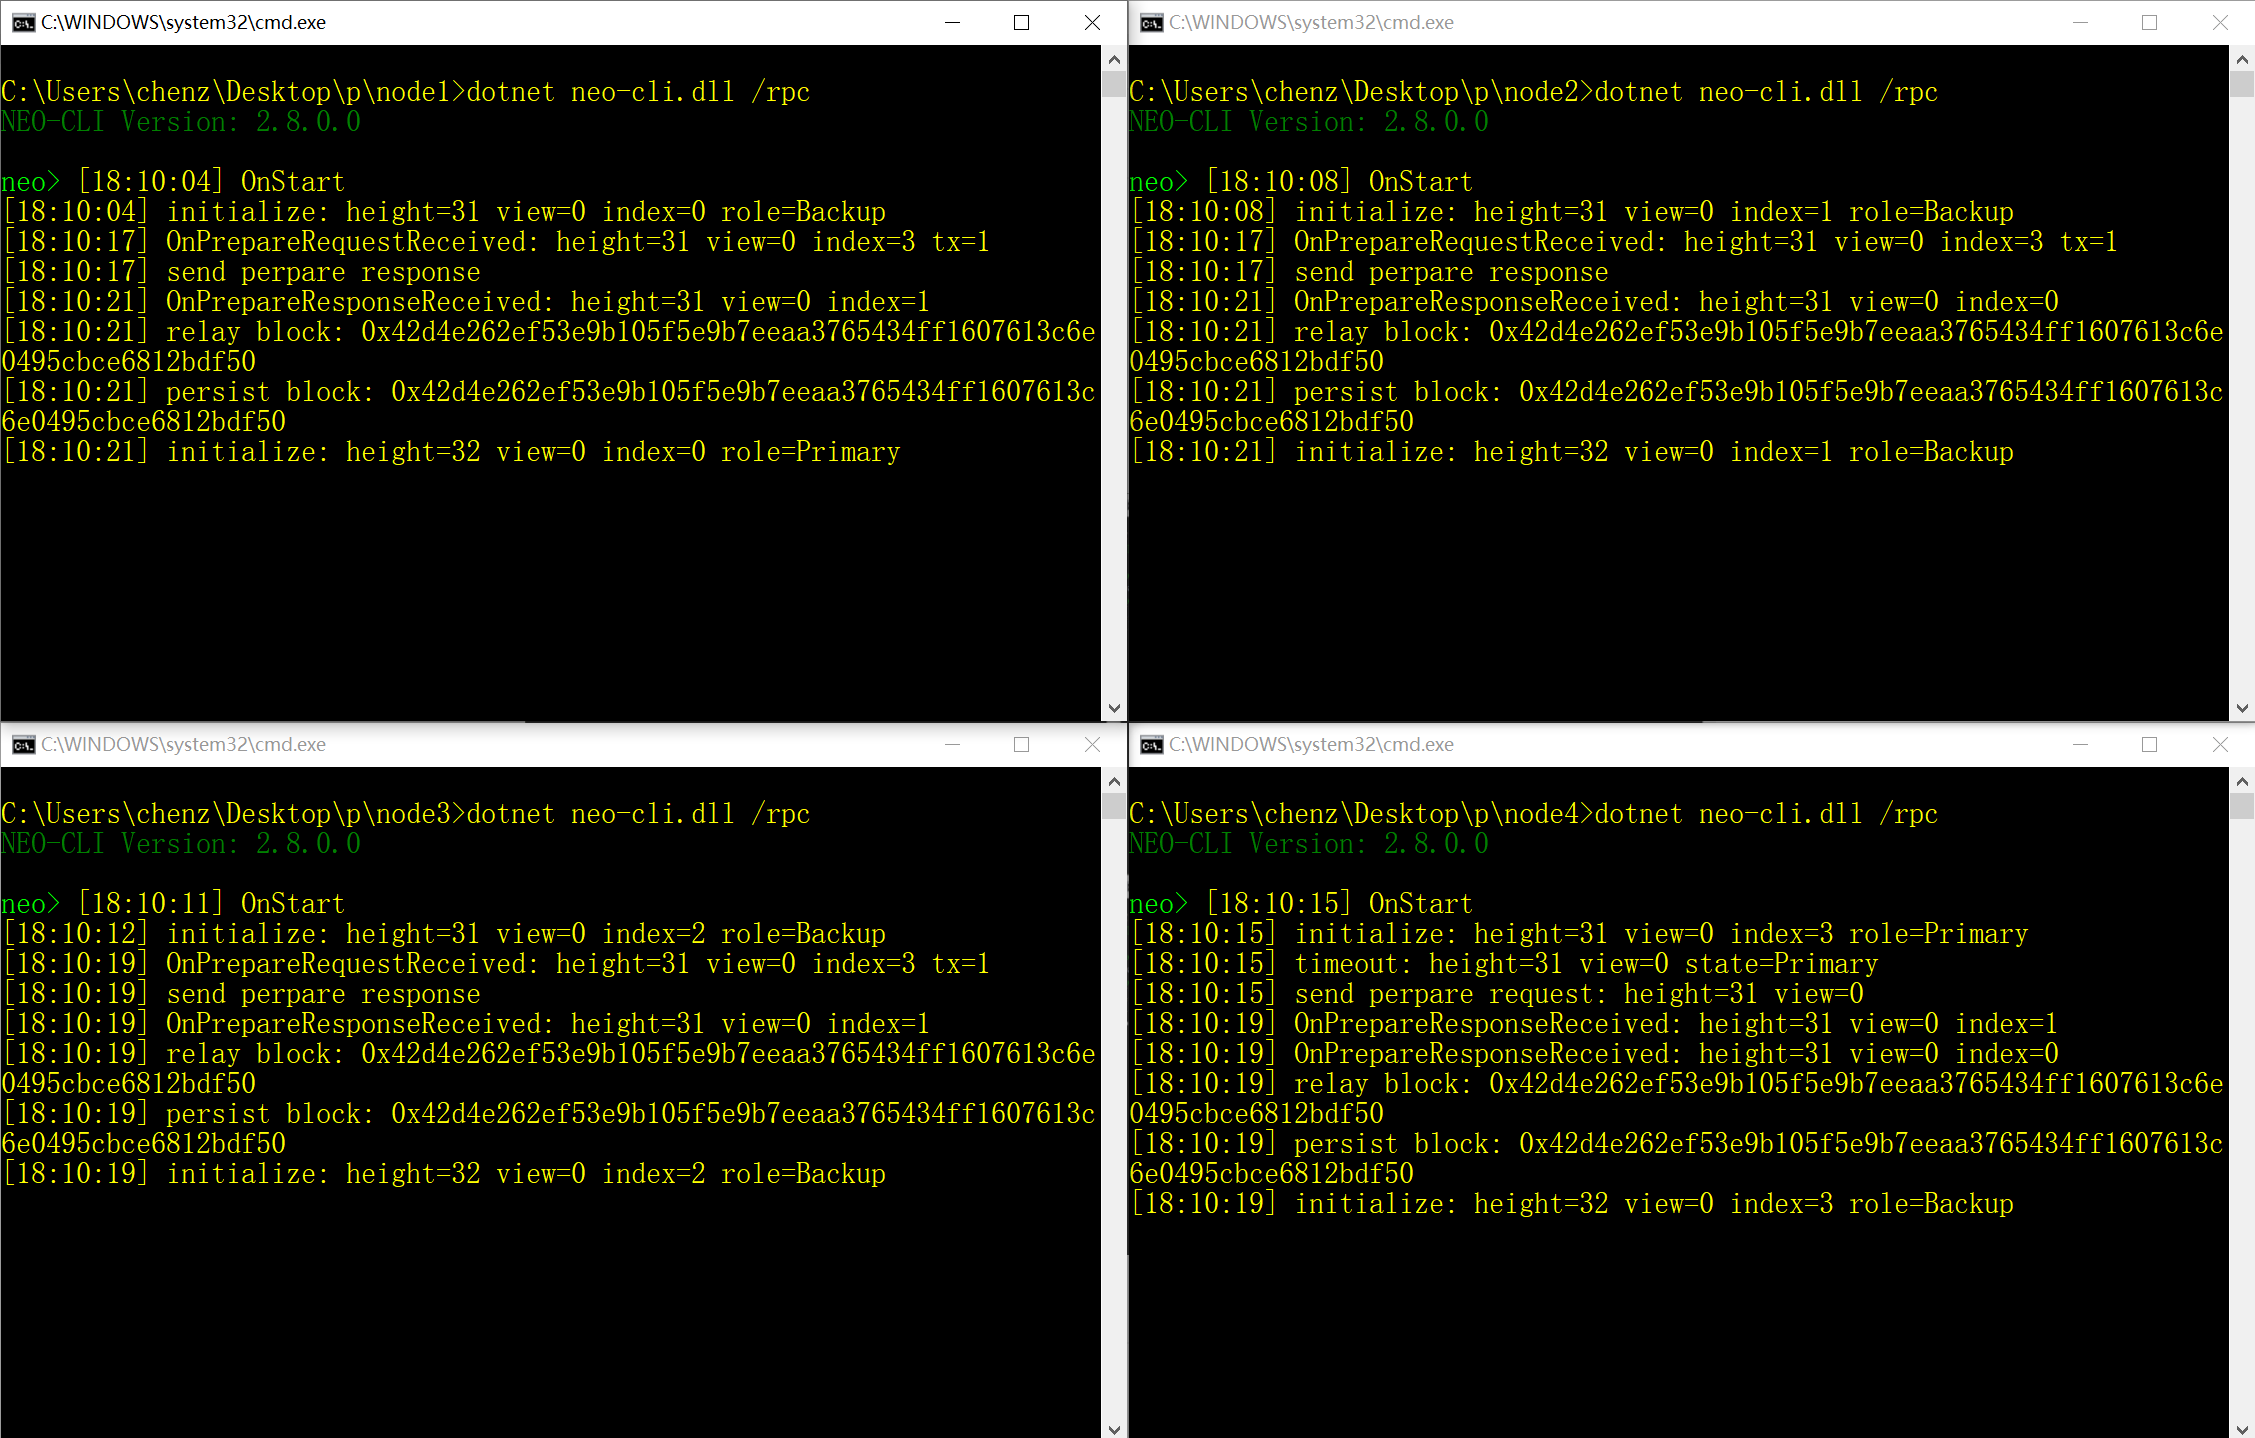 C:\WINDOWS\system32\cmd.exe
C:\Users\chenz\Desktop\p\node1>dotnet neo-cli.dll /rpc
NEO-CLI Version: 2.8.0.0
neo> [18:10:04] OnStart
[18:10:04] initialize: height=31 view=0 index=0 role=Backup
[18:10:17] OnPrepareRequestReceived: height=31 view=0 index=3 tx=1
[18:10:17] send perpare response
[18:10:21] OnPrepareResponseReceived: height=31 view=0 index=1
[18:10:21] relay block: 0x42d4e262ef53e9b105f5e9b7eeaa3765434ff1607613c6e
0495cbce6812bdf50
[18:10:21] persist block: 0x42d4e262ef53e9b105f5e9b7eeaa3765434ff1607613c
6e0495cbce6812bdf50
[18:10:21] initialize: height=32 view=0 index=0 role=Primary
C:\WINDOWS\system32\cmd.exe
C:\Users\chenz\Desktop\p\node2>dotnet neo-cli.dll /rpc
NEO-CLI Version: 2.8.0.0
neo> [18:10:08] OnStart
[18:10:08] initialize: height=31 view=0 index=1 role=Backup
[18:10:17] OnPrepareRequestReceived: height=31 view=0 index=3 tx=1
[18:10:17] send perpare response
[18:10:21] OnPrepareResponseReceived: height=31 view=0 index=0
[18:10:21] relay block: 0x42d4e262ef53e9b105f5e9b7eeaa3765434ff1607613c6e
0495cbce6812bdf50
[18:10:21] persist block: 0x42d4e262ef53e9b105f5e9b7eeaa3765434ff1607613c
6e0495cbce6812bdf50
[18:10:21] initialize: height=32 view=0 index=1 role=Backup
C:\WINDOWS\system32\cmd.exe
C:\Users\chenz\Desktop\p\node3>dotnet neo-cli.dll /rpc
NEO-CLI Version: 2.8.0.0
neo> [18:10:11] OnStart
[18:10:12] initialize: height=31 view=0 index=2 role=Backup
[18:10:19] OnPrepareRequestReceived: height=31 view=0 index=3 tx=1
[18:10:19] send perpare response
[18:10:19] OnPrepareResponseReceived: height=31 view=0 index=1
[18:10:19] relay block: 0x42d4e262ef53e9b105f5e9b7eeaa3765434ff1607613c6e
0495cbce6812bdf50
[18:10:19] persist block: 0x42d4e262ef53e9b105f5e9b7eeaa3765434ff1607613c
6e0495cbce6812bdf50
[18:10:19] initialize: height=32 view=0 index=2 role=Backup
C:\WINDOWS\system32\cmd.exe
C:\Users\chenz\Desktop\p\node4>dotnet neo-cli.dll /rpc
NEO-CLI Version: 2.8.0.0
neo> [18:10:15] OnStart
[18:10:15] initialize: height=31 view=0 index=3 role=Primary
[18:10:15] timeout: height=31 view=0 state=Primary
[18:10:15] send perpare request: height=31 view=0
[18:10:19] OnPrepareResponseReceived: height=31 view=0 index=1
[18:10:19] OnPrepareResponseReceived: height=31 view=0 index=0
[18:10:19] relay block: 0x42d4e262ef53e9b105f5e9b7eeaa3765434ff1607613c6e
0495cbce6812bdf50
[18:10:19] persist block: 0x42d4e262ef53e9b105f5e9b7eeaa3765434ff1607613c
6e0495cbce6812bdf50
[18:10:19] initialize: height=32 view=0 index=3 role=Backup